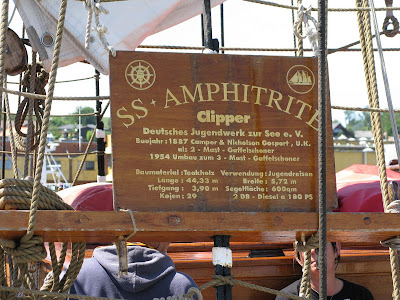 SS · AMPHITRITE
Clipper
Deutsches Jugendwerk zur See e. V.
Baujahr: 1887 Camper & Nicholson Gosport, U.K.
als: 2 - Mast - Gaffelschoner
1954 Umbau zum 3 - Mast - Gaffelschoner
Baumaterial: Teakholz Verwendung: Jugendreisen
Länge: 44,33 m Breite: 5,72 m
Tiefgang: 3,90 m Segelfläche: 600qm
Kojen: 29 2 DB - Diesel a 180 PS